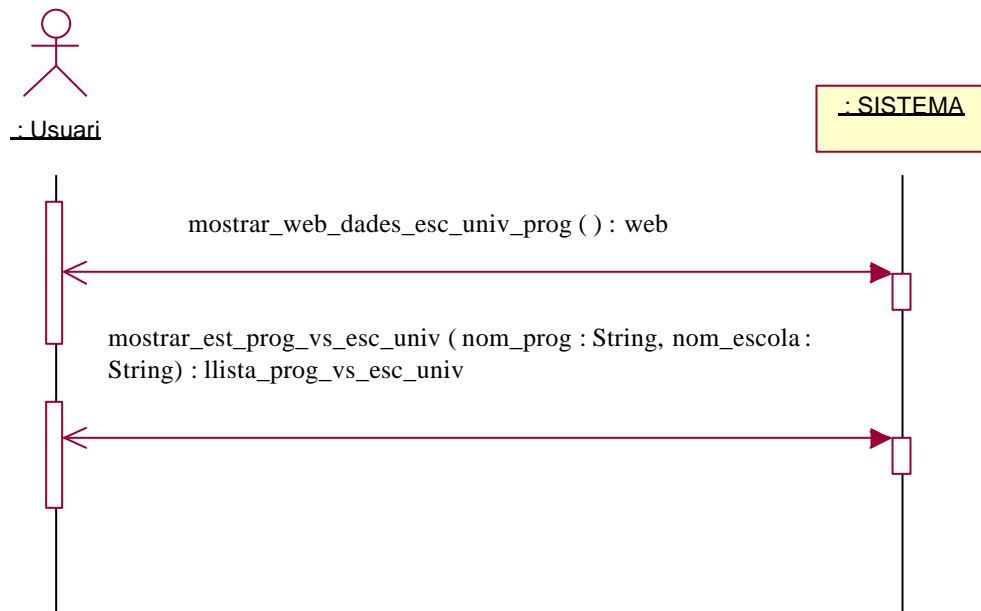 : Usuari
: SISTEMA
mostrar_web_dades_esc_univ_prog ( ) : web
mostrar_est_prog_vs_esc_univ ( nom_prog : String, nom_escola :
String) : llista_prog_vs_esc_univ